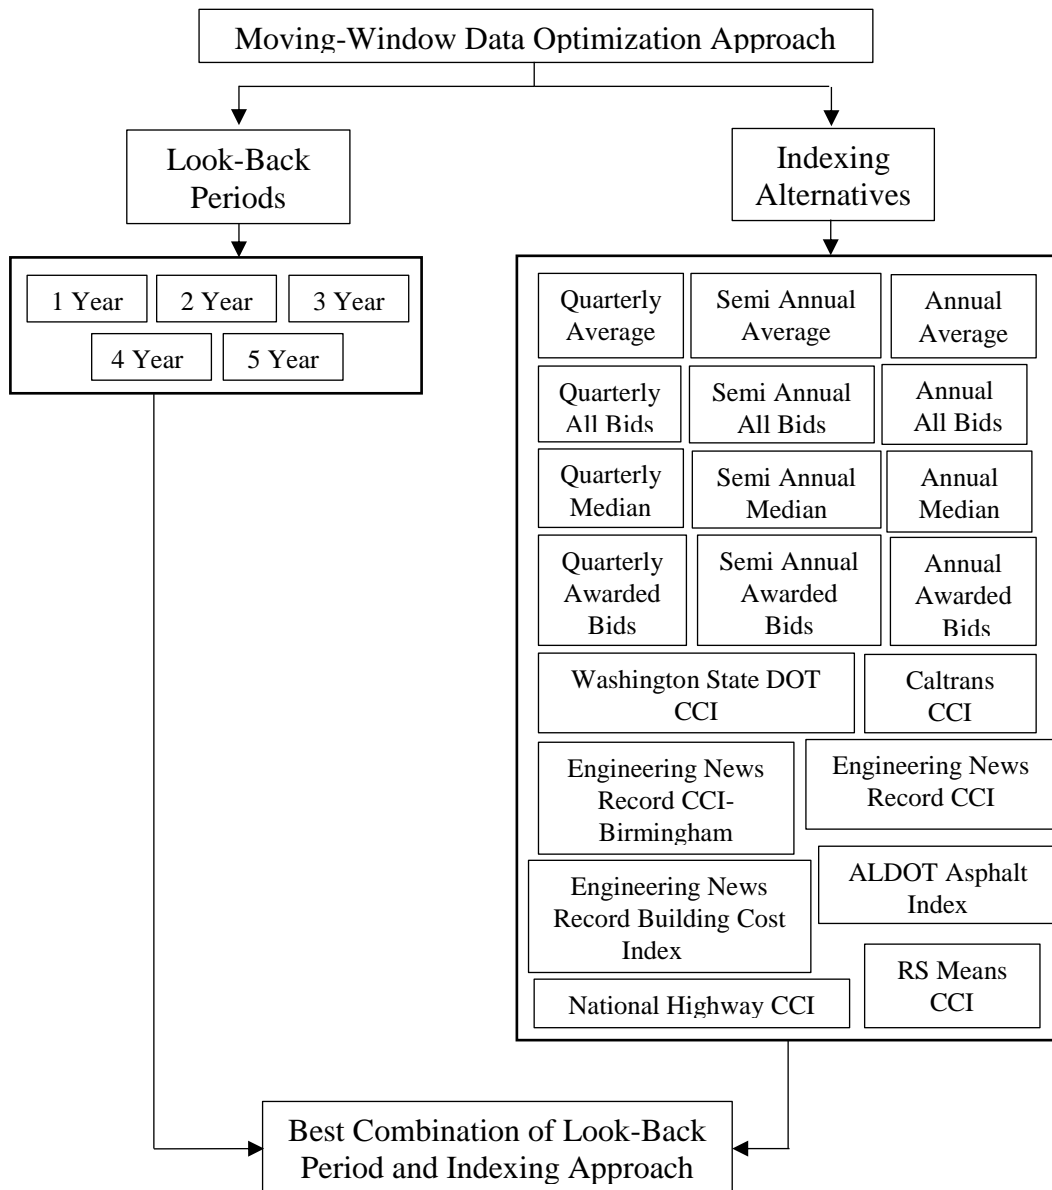 Moving-Window Data Optimization Approach
Look-Back
Periods
Indexing
Alternatives
1 Year
2 Year
3 Year
4 Year
5 Year
Quarterly
Average
Semi Annual
Average
Annual
Average
Quarterly
All Bids
Semi Annual
All Bids
Annual
All Bids
Quarterly
Median
Semi Annual
Median
Annual
Median
Quarterly
Awarded
Bids
Semi Annual
Awarded
Bids
Annual
Awarded
Bids
Washington State DOT
CCI
Caltrans
CCI
Engineering News
Record CCI-
Birmingham
Engineering News
Record CCI
Engineering News
Record Building Cost
Index
ALDOT Asphalt
Index
National Highway CCI
RS Means
CCI
Best Combination of Look-Back
Period and Indexing Approach